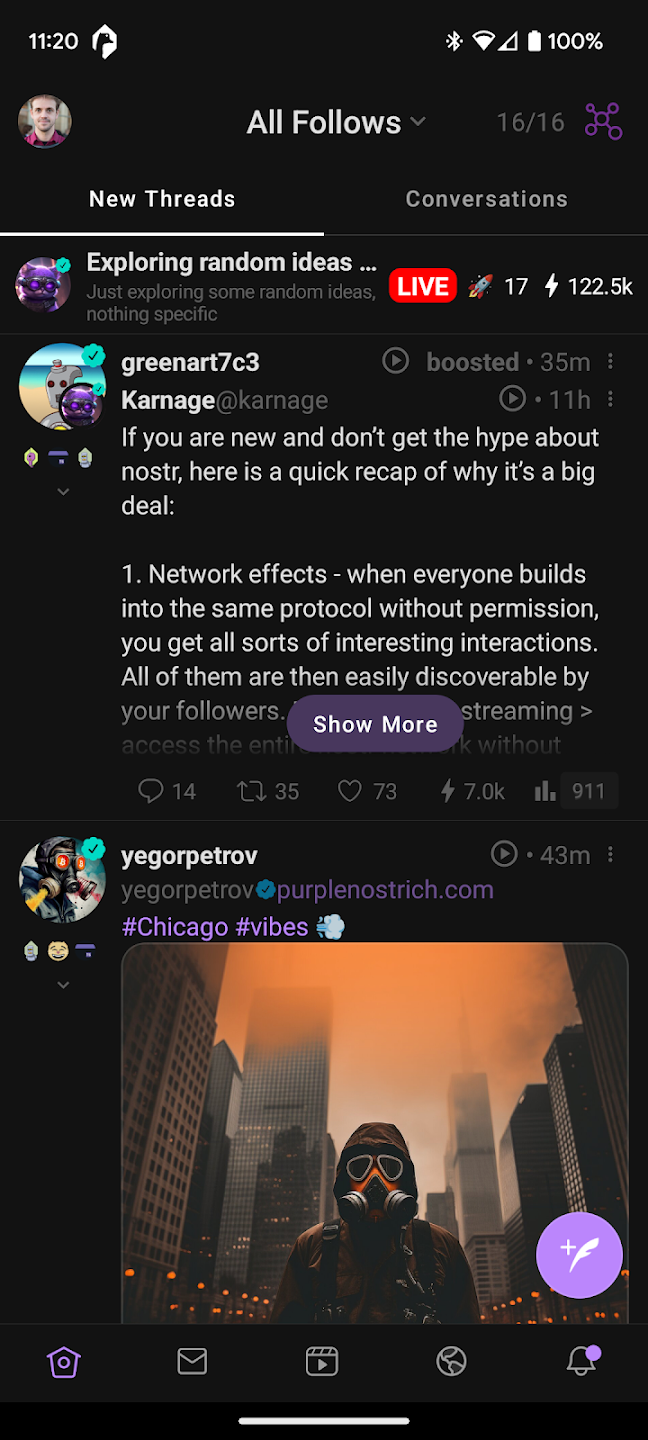 11:20
100%
All Follows
16/16
New Threads
Conversations
Exploring random ideas ...
Just exploring some random ideas,
nothing specific
LIVE 🚀 17 122.5k
greenart7c3 boosted • 35m
Karnage@karnage • 11h
If you are new and don’t get the hype about
nostr, here is a quick recap of why it’s a big
deal:
1. Network effects - when everyone builds
into the same protocol without permission,
you get all sorts of interesting interactions.
All of them are then easily discoverable by
your followers. streaming >
Show More
access the without
14 35 73 7.0k 911
yegorpetrov • 43m
yegorpetrov purplenostrich.com
#Chicago #vibes 💨